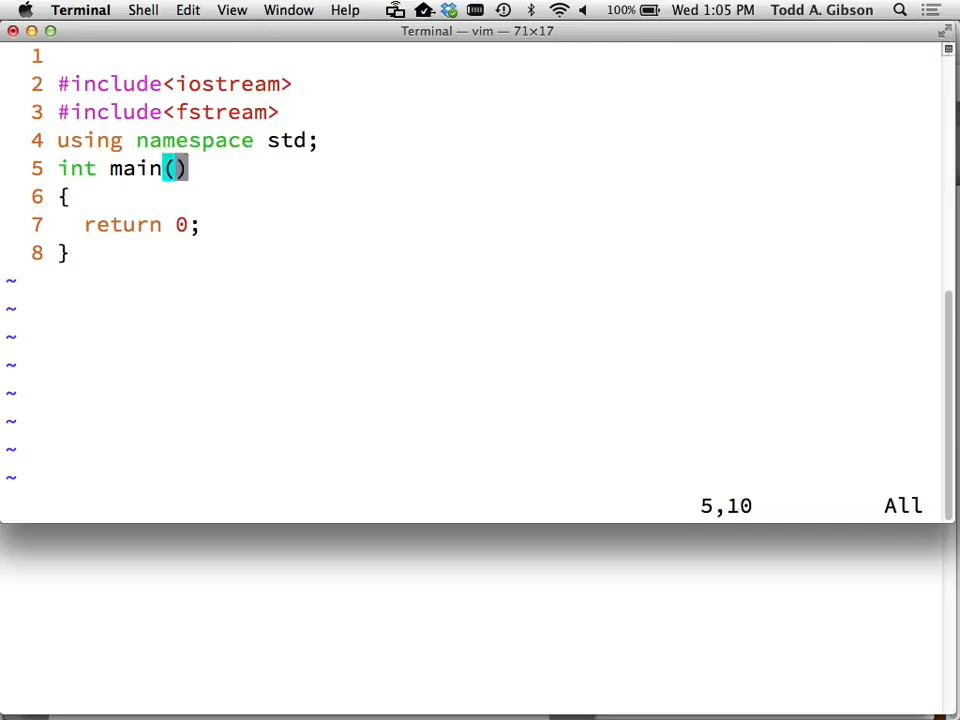 Terminal Shell Edit View Window Help 100% Wed 1:05 PM Todd A. Gibson
Terminal — vim — 71×17
1
2 #include<iostream>
3 #include<fstream>
4 using namespace std;
5 int main()
6 {
7   return 0;
8 }
~
~
~
~
~
~
~
~
5,10 All